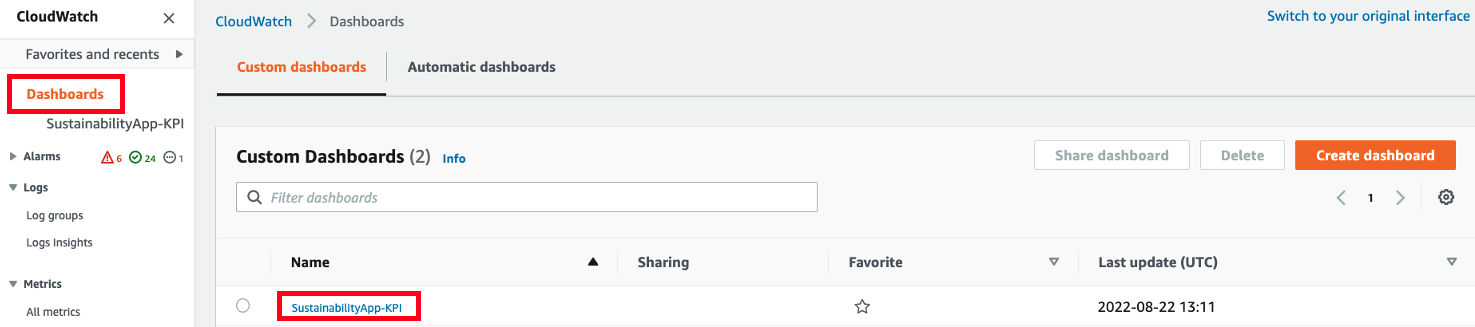 CloudWatch
Favorites and recents
Dashboards
SustainabilityApp-KPI
Alarms 6 24 1
Logs
Log groups
Logs Insights
Metrics
All metrics
CloudWatch Dashboards
Switch to your original interface
Custom dashboards Automatic dashboards
Custom Dashboards (2) Info
Share dashboard Delete Create dashboard
Filter dashboards
1
Name Sharing Favorite Last update (UTC)
SustainabilityApp-KPI 2022-08-22 13:11